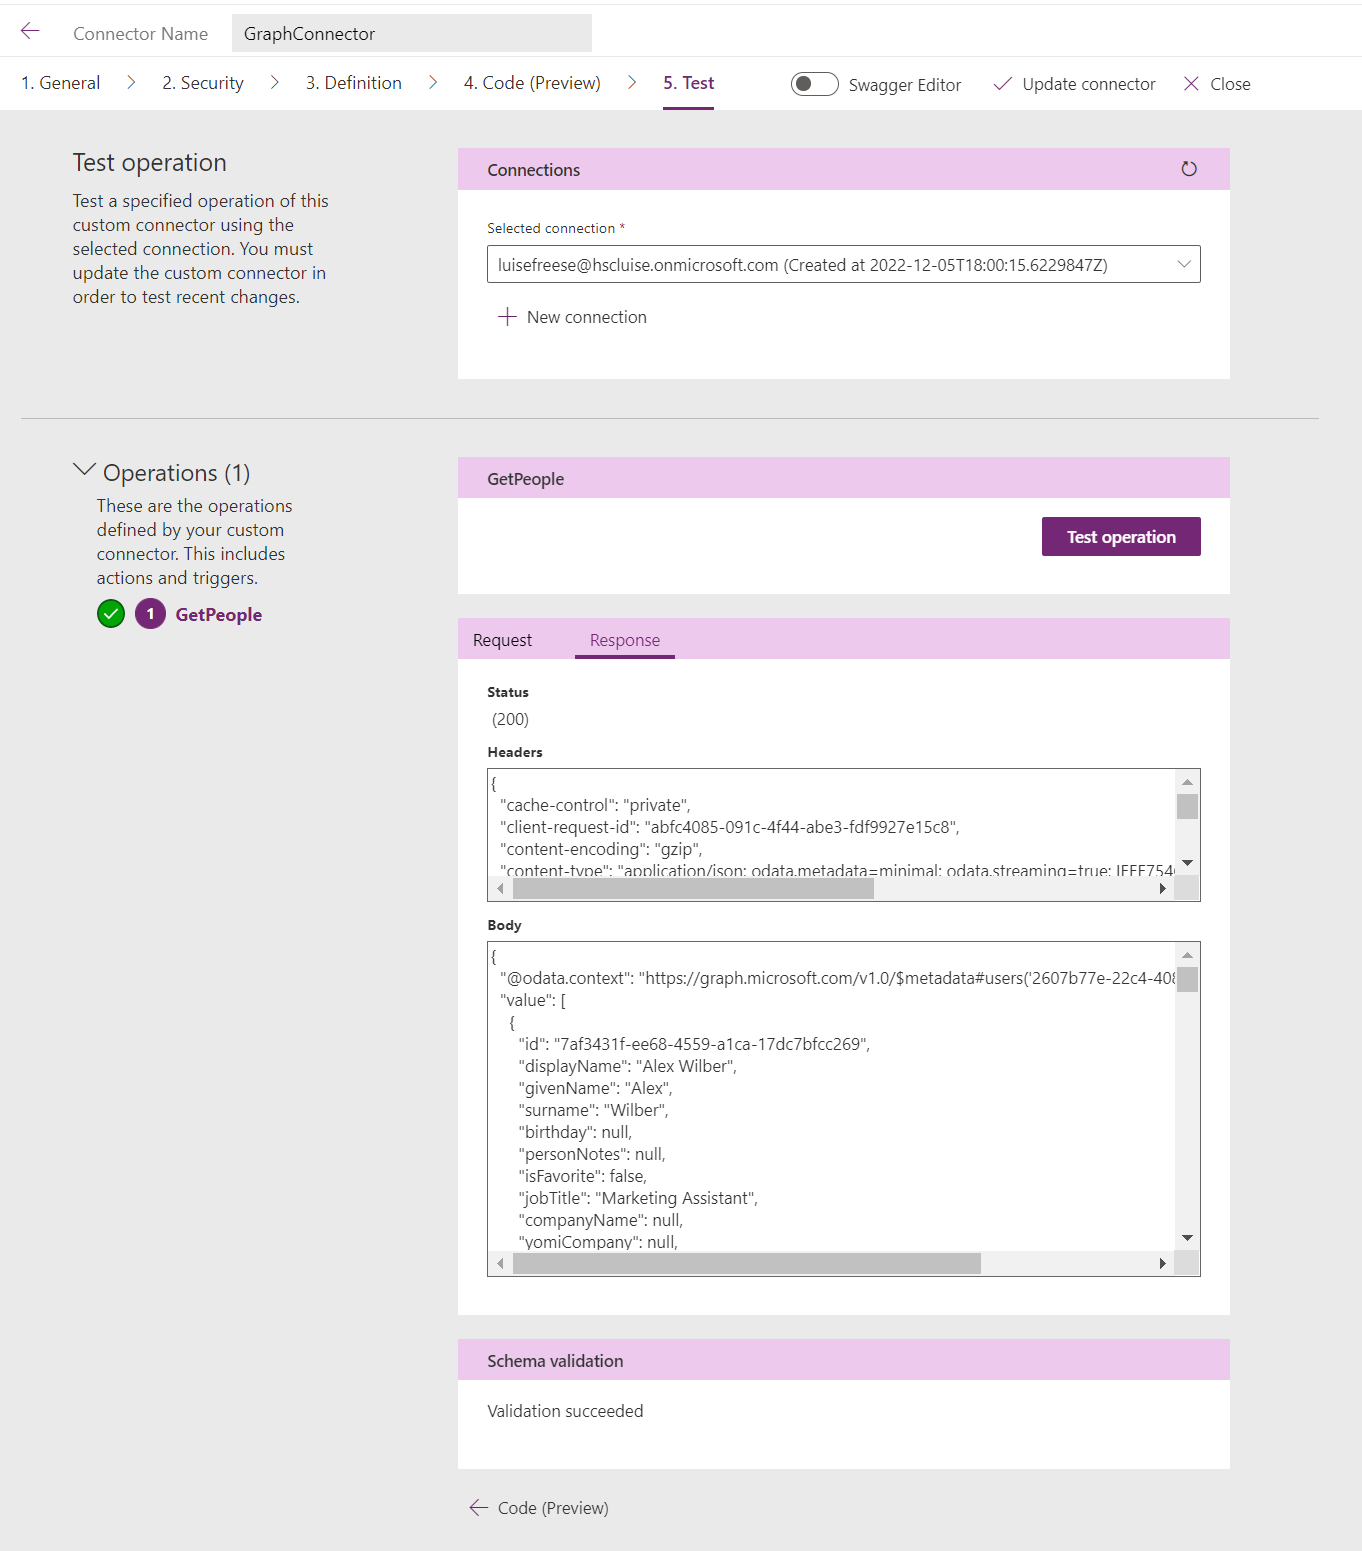 Connector Name
GraphConnector
1. General
2. Security
3. Definition
4. Code (Preview)
5. Test
Swagger Editor
Update connector
Close
Test operation
Test a specified operation of this
custom connector using the
selected connection. You must
update the custom connector in
order to test recent changes.
Connections
Selected connection *
luisefreese@hscluise.onmicrosoft.com (Created at 2022-12-05T18:00:15.6229847Z)
New connection
Operations (1)
These are the operations
defined by your custom
connector. This includes
actions and triggers.
1
GetPeople
GetPeople
Test operation
Request
Response
Status
(200)
Headers
{
"cache-control": "private",
"client-request-id": "abfc4085-091c-4f44-abe3-fdf9927e15c8",
"content-encoding": "gzip",
"content-type": "application/json; odata.metadata=minimal; odata.streaming=true; IEEE754
Body
{
"@odata.context": "https://graph.microsoft.com/v1.0/$metadata#users('2607b77e-22c4-408
"value": [
{
"id": "7af3431f-ee68-4559-a1ca-17dc7bfcc269",
"displayName": "Alex Wilber",
"givenName": "Alex",
"surname": "Wilber",
"birthday": null,
"personNotes": null,
"isFavorite": false,
"jobTitle": "Marketing Assistant",
"companyName": null,
"yomiCompany": null,
Schema validation
Validation succeeded
Code (Preview)